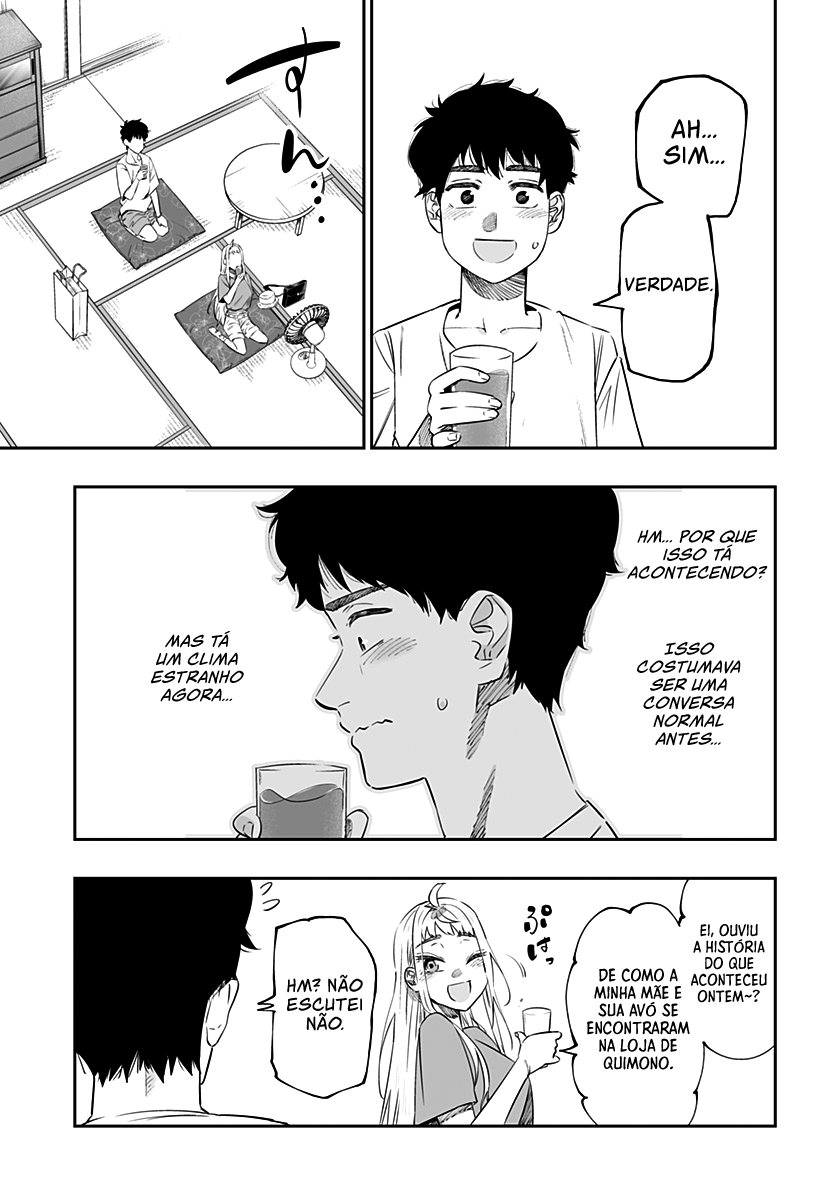 AH...
SIM...
VERDADE.
すん...
HM... POR QUE
ISSO TÁ
ACONTECENDO?
ISSO
COSTUMAVA
SER UMA
CONVERSA
NORMAL
ANTES...
MAS TÁ
UM CLIMA
ESTRANHO
AGORA...
EI, OUVIU
A HISTÓRIA
DO QUE
ACONTECEU
ONTEM~?
DE COMO A
MINHA MÃE E
SUA AVÓ SE
ENCONTRARAM
NA LOJA DE
QUIMONO.
ぷはっ
HM? NÃO
ESCUTEI
NÃO.